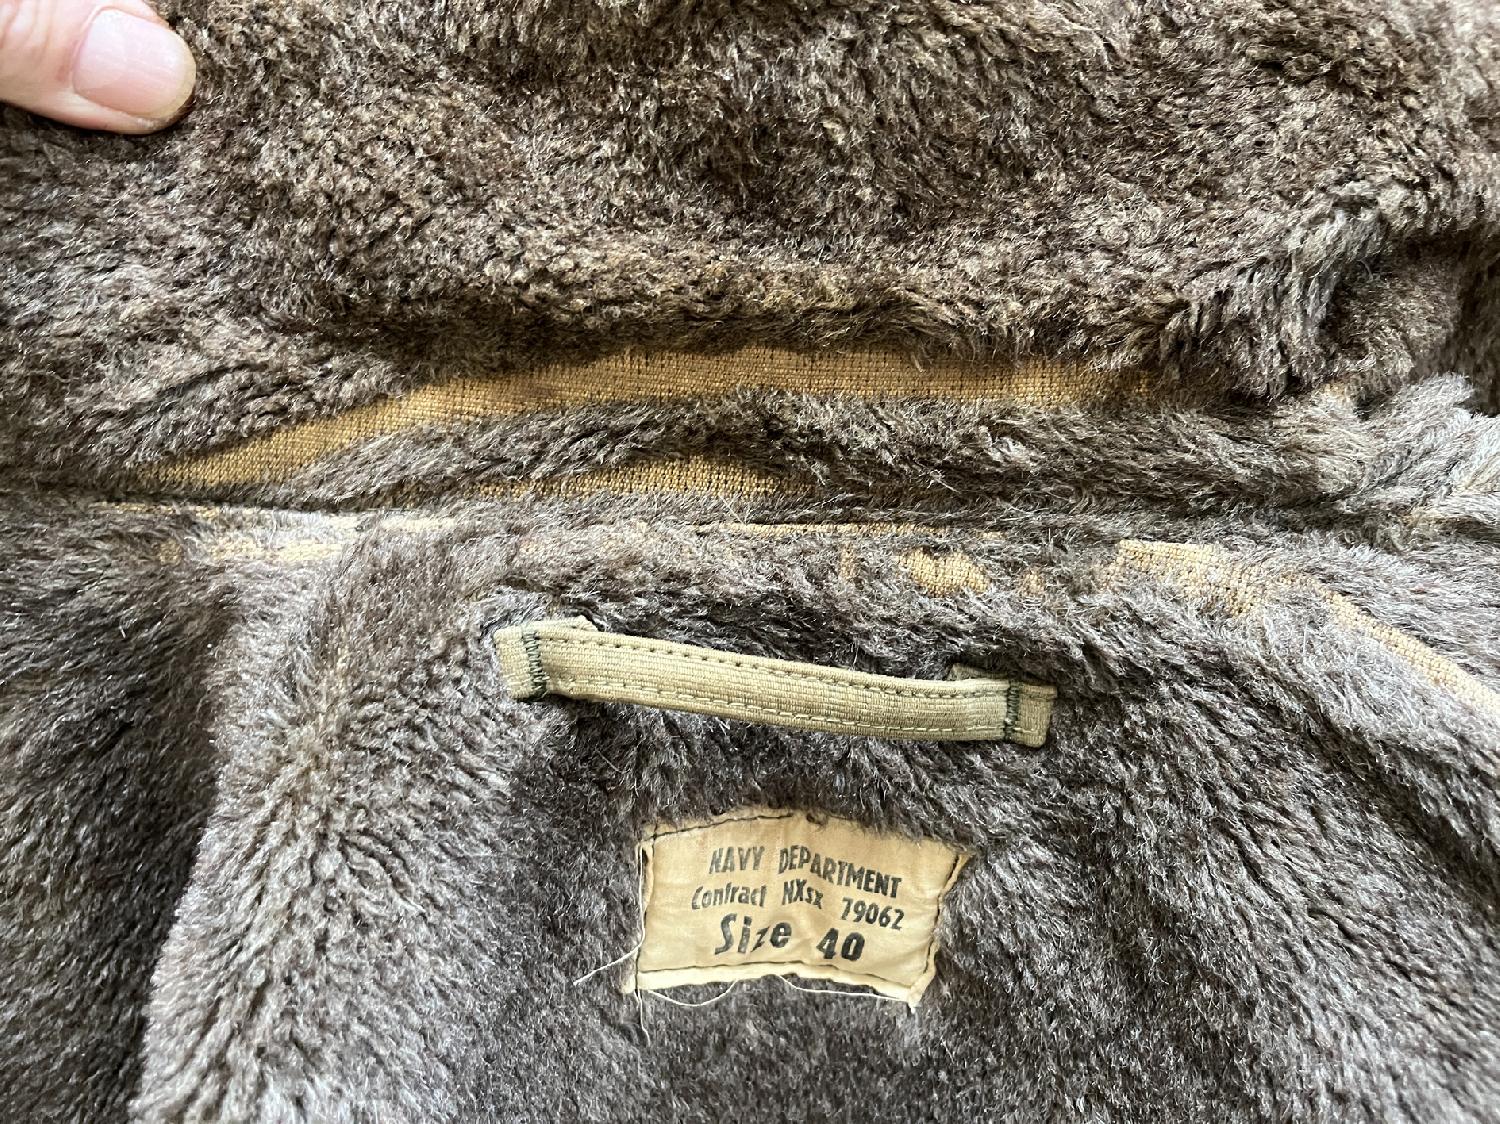 NAVY DEPARTMENT
Contract NXsx 79062
Size 40